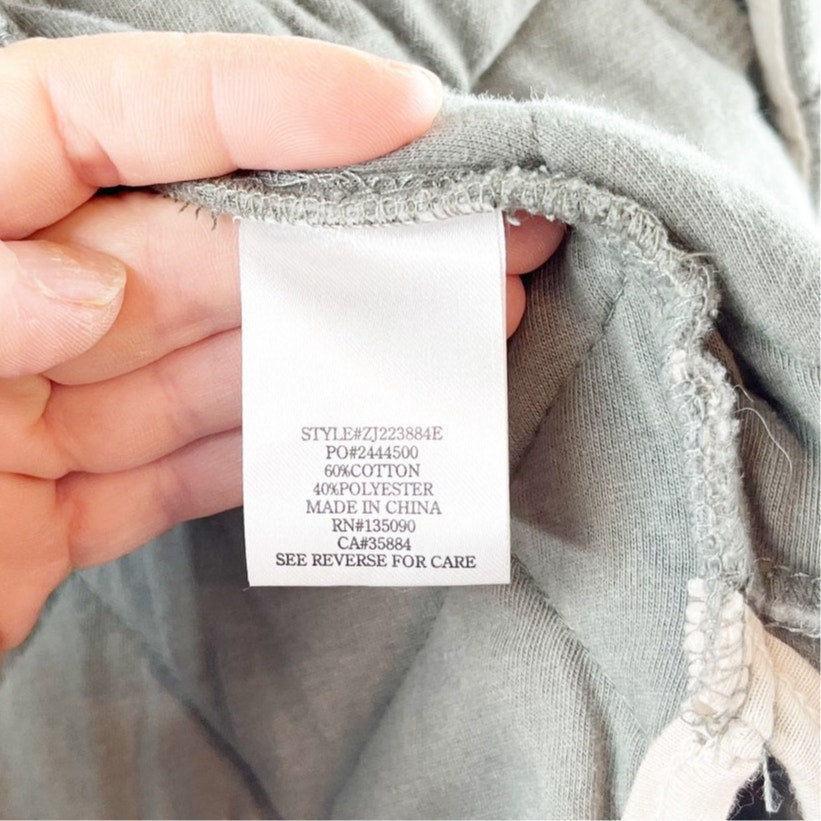 STYLE#ZJ223884E
PO#2444500
60%COTTON
40%POLYESTER
MADE IN CHINA
RN#135090
CA#35884
SEE REVERSE FOR CARE